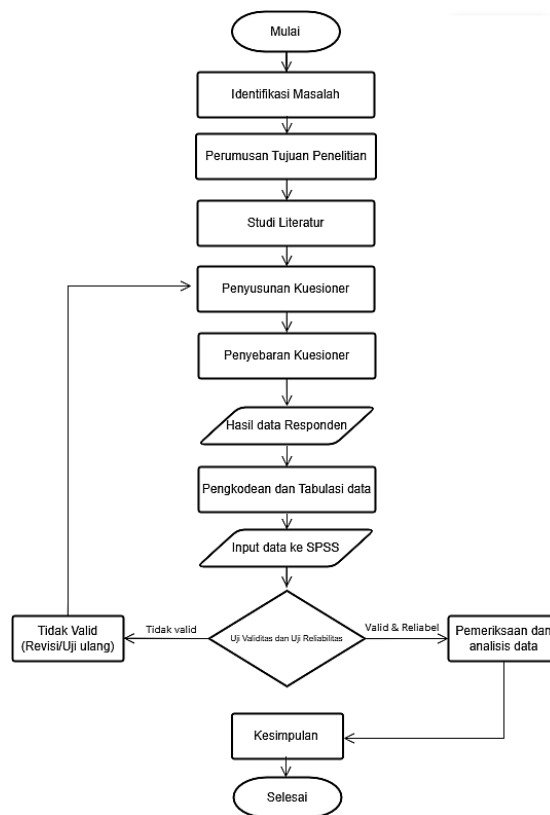 Mulai
Identifikasi Masalah
Perumusan Tujuan Penelitian
Studi Literatur
Penyusunan Kuesioner
Penyebaran Kuesioner
Hasil data Responden
Pengkodean dan Tabulasi data
Input data ke SPSS
Tidak Valid
(Revisi/Uji ulang)
Tidak valid
Uji Validitas dan Uji Reliabilitas
Valid & Reliabel
Pemeriksaan dan
analisis data
Kesimpulan
Selesai